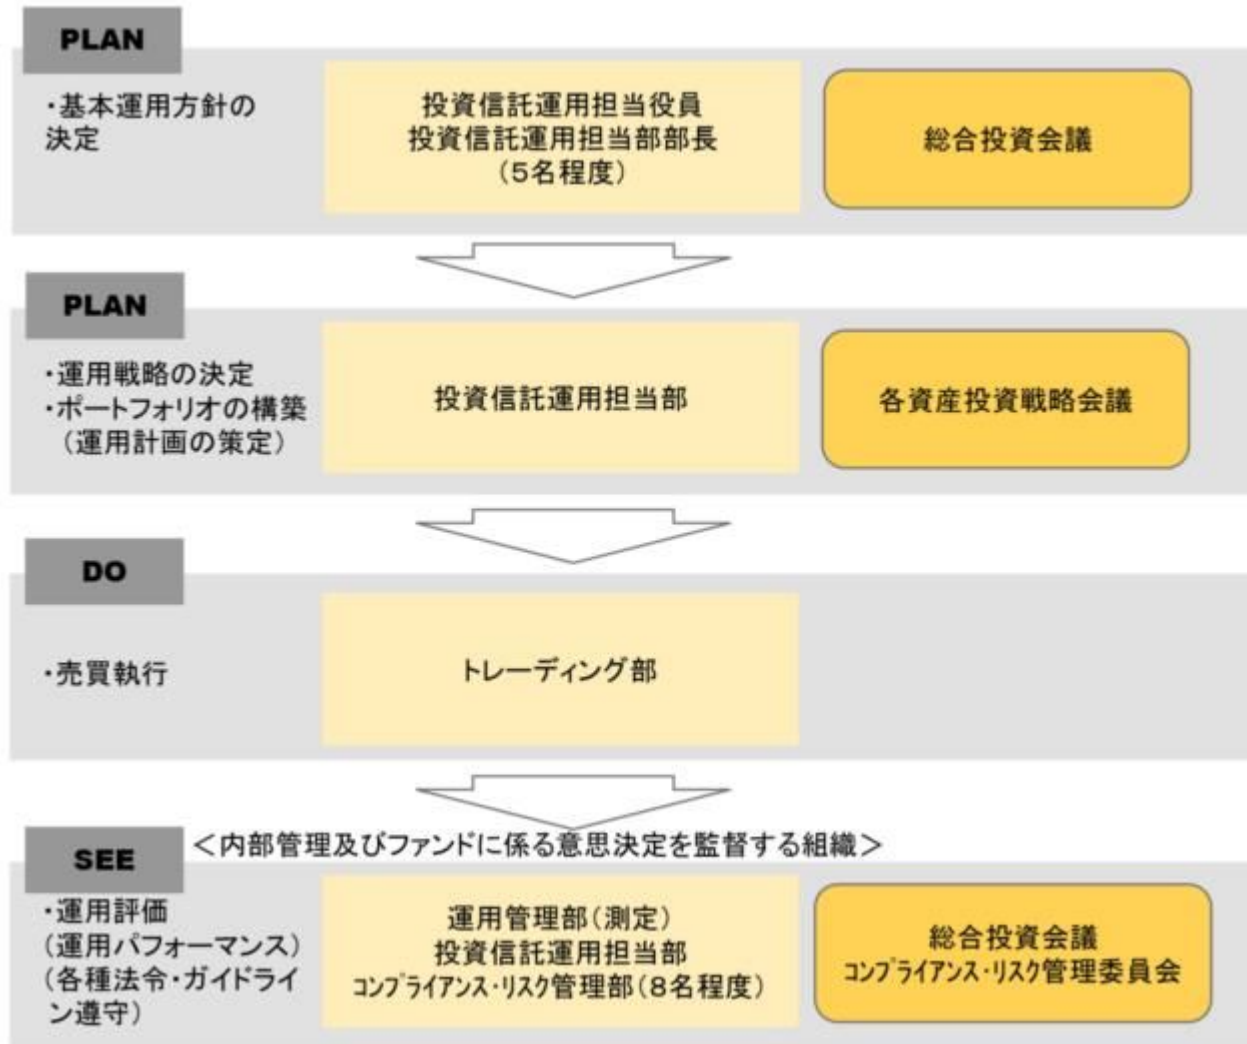 PLAN
・基本運用方針の
決定
投資信託運用担当役員
投資信託運用担当部部長
(5名程度)
総合投資会議
PLAN
・運用戦略の決定
・ポートフォリオの構築
(運用計画の策定)
投資信託運用担当部
各資産投資戦略会議
DO
・売買執行
トレーディング部
SEE
＜内部管理及びファンドに係る意思決定を監督する組織＞
・運用評価
(運用パフォーマンス)
(各種法令・ガイドライ
ン遵守)
運用管理部(測定)
投資信託運用担当部
ｺﾝﾌﾟﾗｲｱﾝｽ・ﾘｽｸ管理部(8名程度)
総合投資会議
ｺﾝﾌﾟﾗｲｱﾝｽ・ﾘｽｸ管理委員会